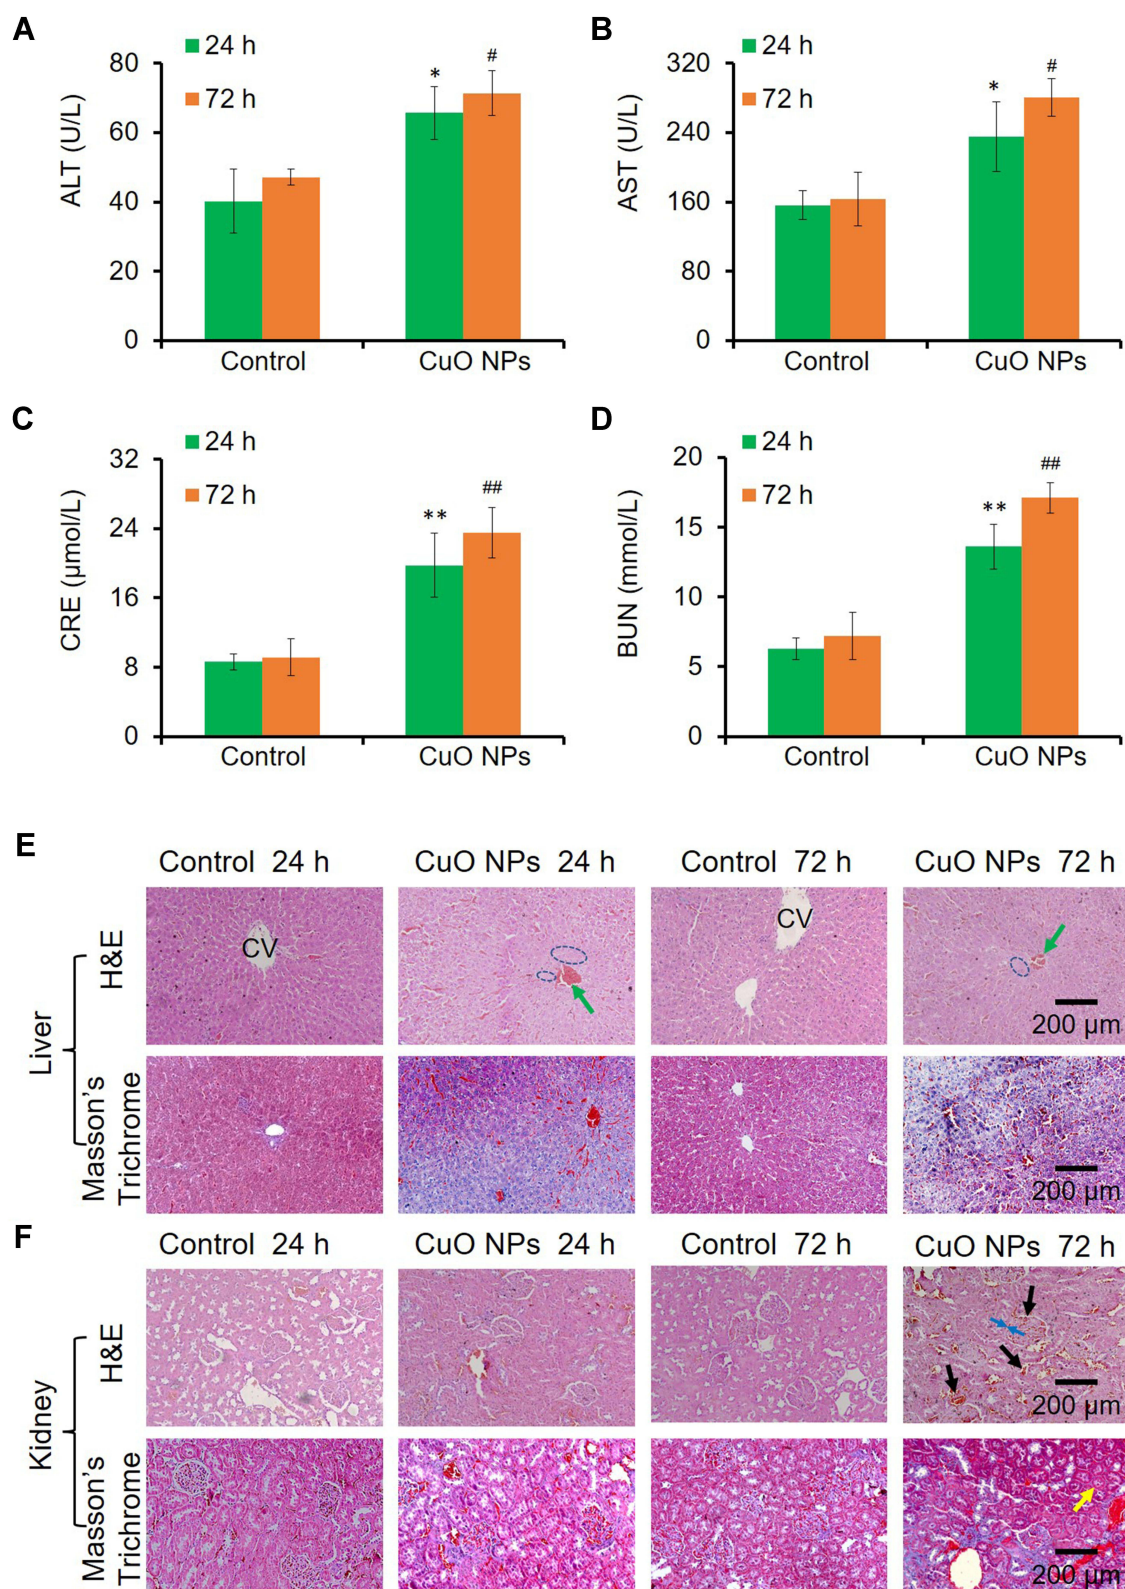 A
24 h
72 h
ALT (U/L)
80
60
40
20
0
*
#
Control
CuO NPs
B
24 h
72 h
AST (U/L)
320
240
160
80
0
*
#
Control
CuO NPs
C
24 h
72 h
CRE (µmol/L)
32
24
16
8
0
**
##
Control
CuO NPs
D
24 h
72 h
BUN (mmol/L)
20
15
10
5
0
**
##
Control
CuO NPs
E
Control 24 h
CuO NPs 24 h
Control 72 h
CuO NPs 72 h
Liver
H&E
CV
CV
200 µm
Masson's
Trichrome
200 µm
F
Control 24 h
CuO NPs 24 h
Control 72 h
CuO NPs 72 h
Kidney
H&E
200 µm
Masson's
Trichrome
200 µm